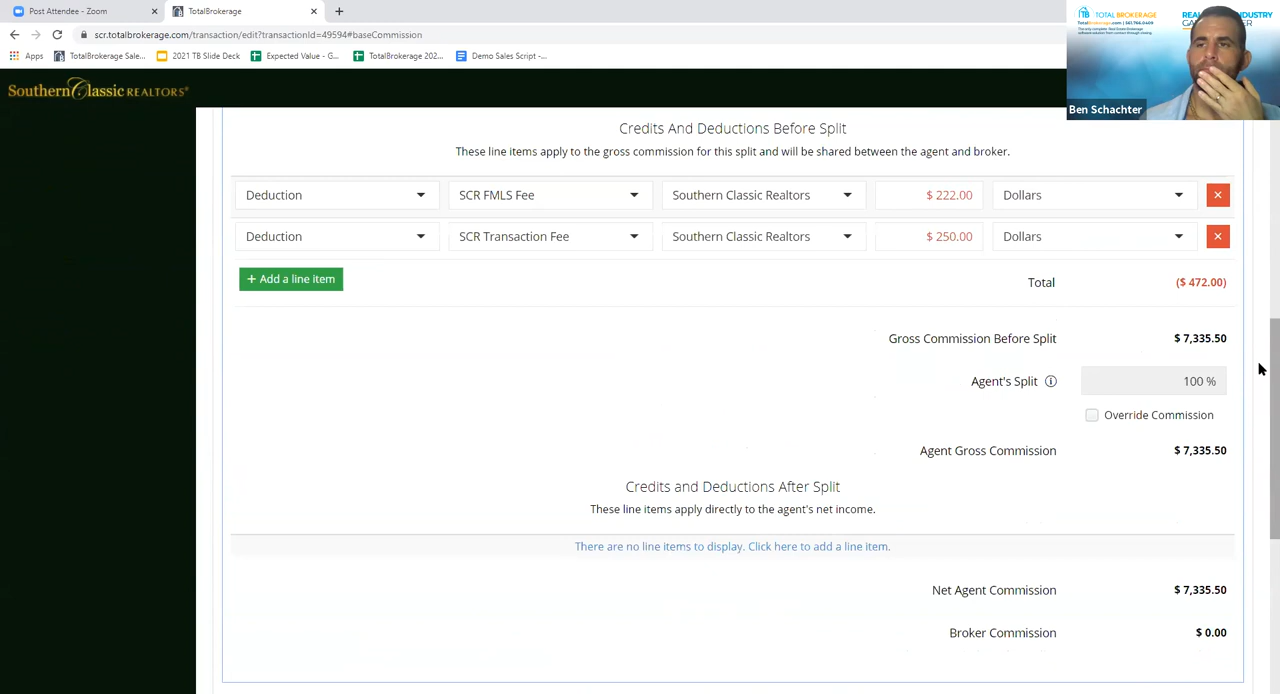 Post Attendee - Zoom
TotalBrokerage
scr.totalbrokerage.com/transaction/edit?transactionId=49594#baseCo
Apps
TotalBrokerage Sale...
2021 TB Slide Deck
Expected Value - G...
TotalBrokerage 202...
Demo Sales Script -...
TB TOTAL BROKERAGE
Ben Schachter
Southern Classic REALTORS®
Credits And Deductions Before Split
These line items apply to the gross commission for this split and will be shared between the agent and broker.
Deduction SCR FMLS Fee Southern Classic Realtors $ 222.00 Dollars
Deduction SCR Transaction Fee Southern Classic Realtors $ 250.00 Dollars
+ Add a line item
Total ($ 472.00)
Gross Commission Before Split $ 7,335.50
Agent's Split 100 %
Override Commission
Agent Gross Commission $ 7,335.50
Credits and Deductions After Split
These line items apply directly to the agent's net income.
There are no line items to display. Click here to add a line item.
Net Agent Commission $ 7,335.50
Broker Commission $ 0.00